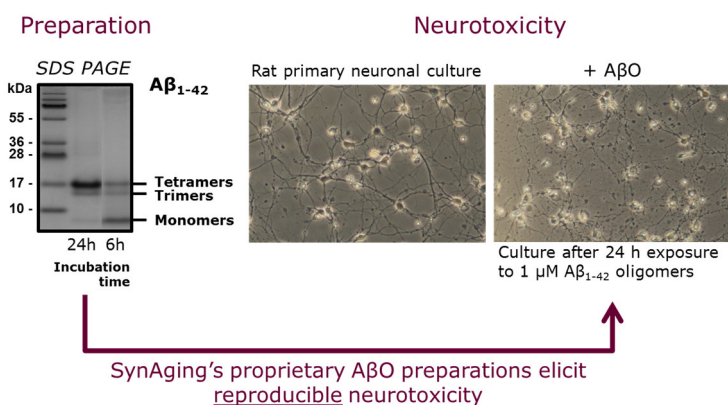 Preparation
Neurotoxicity
SDS PAGE
kDa
Aβ1-42
55 -
36 -
28 -
17 -
10 -
Tetramers
Trimers
Monomers
24h 6h
Incubation
time
Rat primary neuronal culture
+ AβO
Culture after 24 h exposure
to 1 µM Aβ1-42 oligomers
SynAging’s proprietary AβO preparations elicit
reproducible neurotoxicity